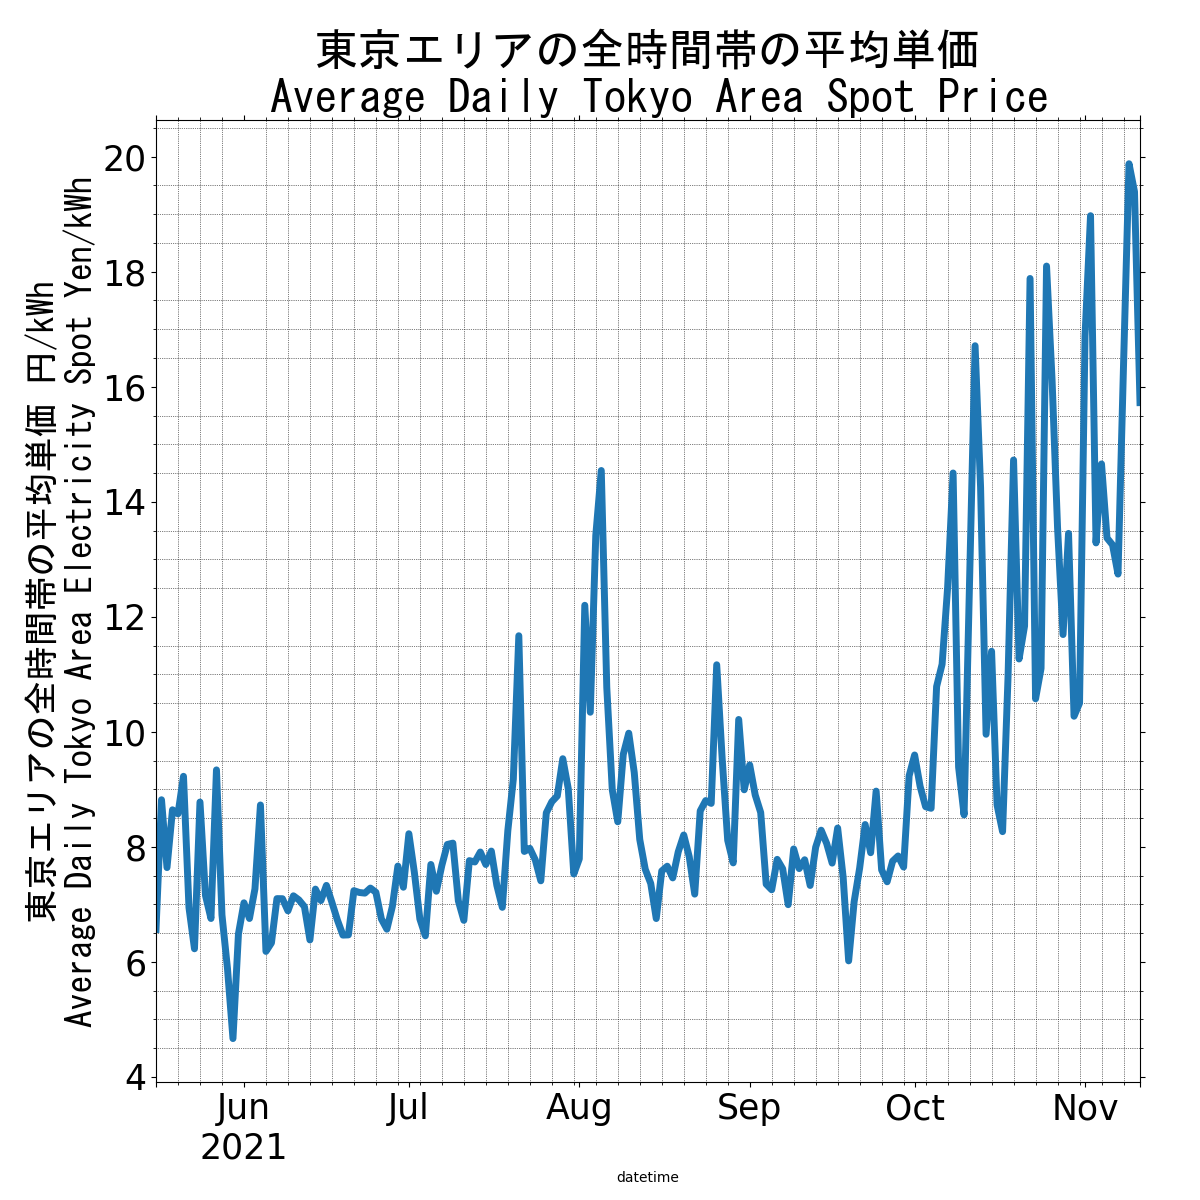 東京エリアの全時間帯の平均単価
Average Daily Tokyo Area Spot Price
東京エリアの全時間帯の平均単価 円/kWh
Average Daily Tokyo Area Electricity Spot Yen/kWh
20
18
16
14
12
10
8
6
4
Jun
2021
Jul
Aug
Sep
Oct
Nov
datetime